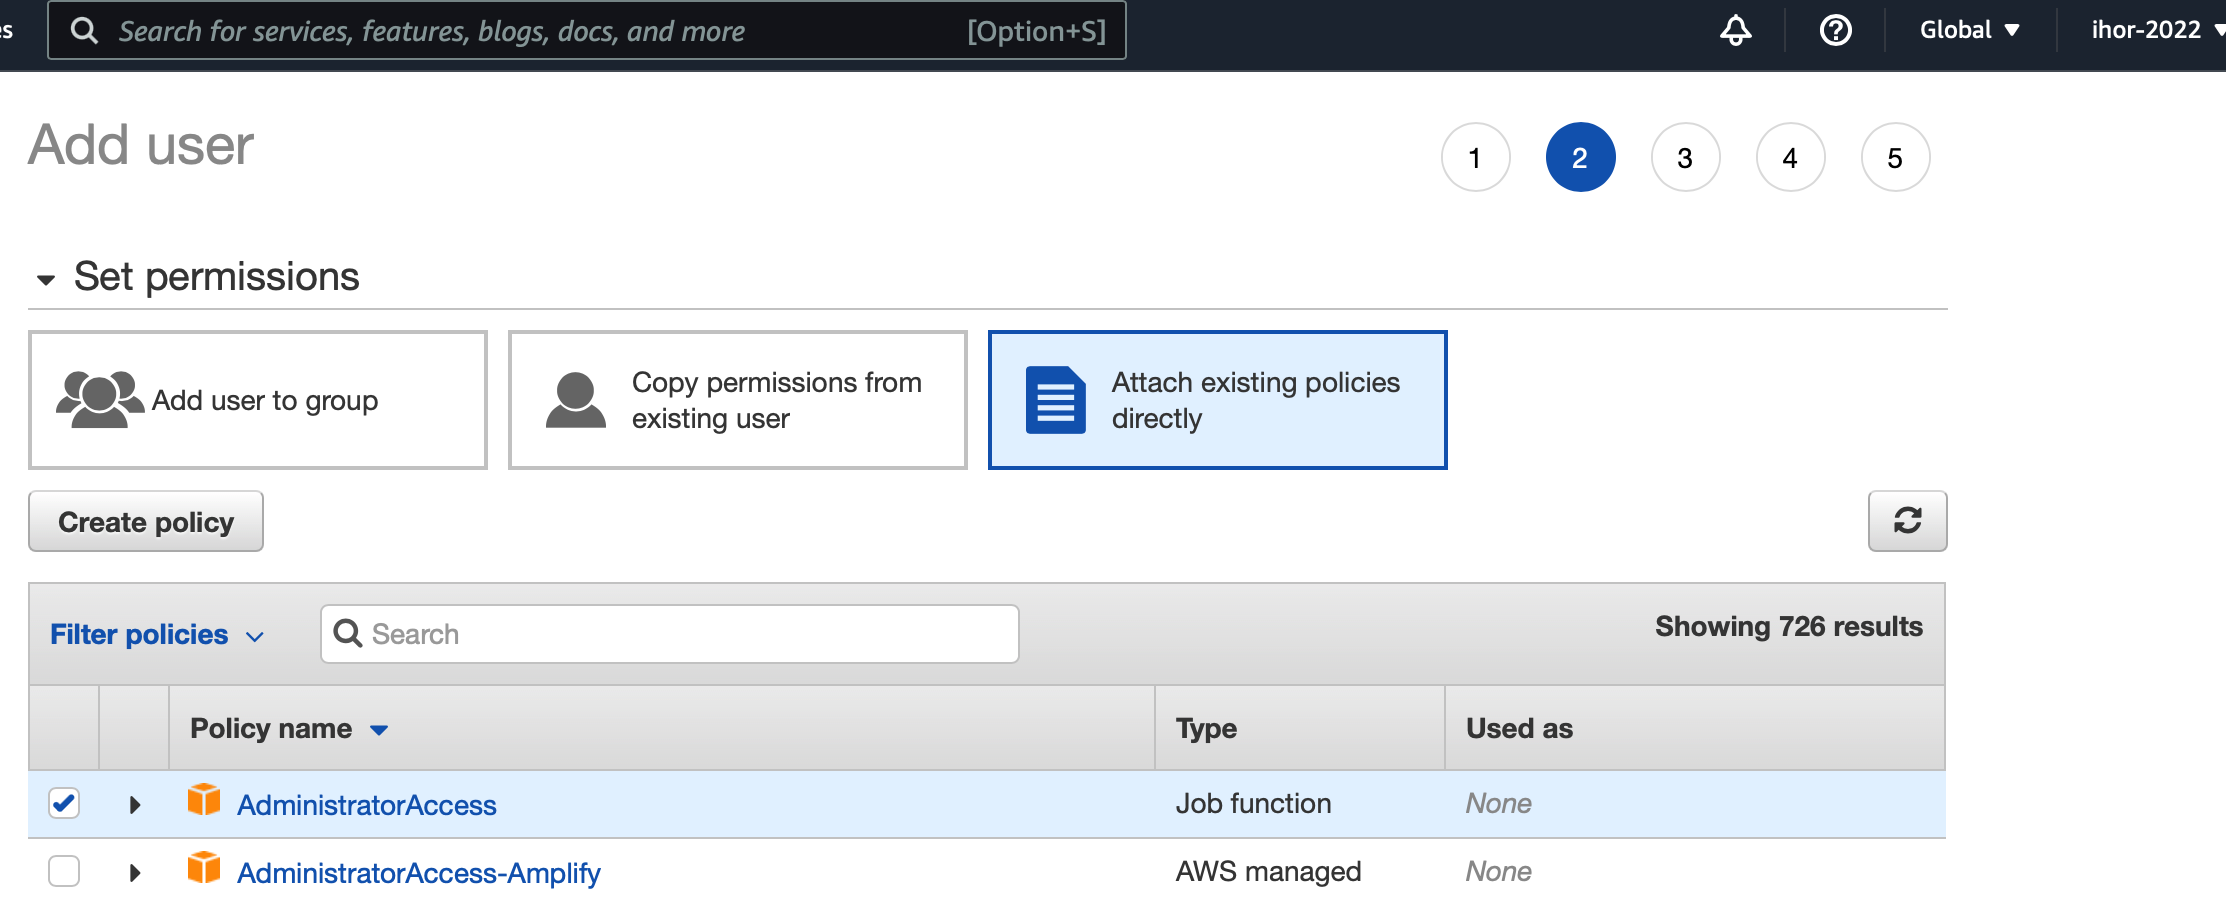 Search for services, features, blogs, docs, and more [Option+S] Global ihor-2022
Add user
1 2 3 4 5
Set permissions
Add user to group
Copy permissions from existing user
Attach existing policies directly
Create policy
Filter policies Search Showing 726 results
Policy name Type Used as
AdministratorAccess Job function None
AdministratorAccess-Amplify AWS managed None